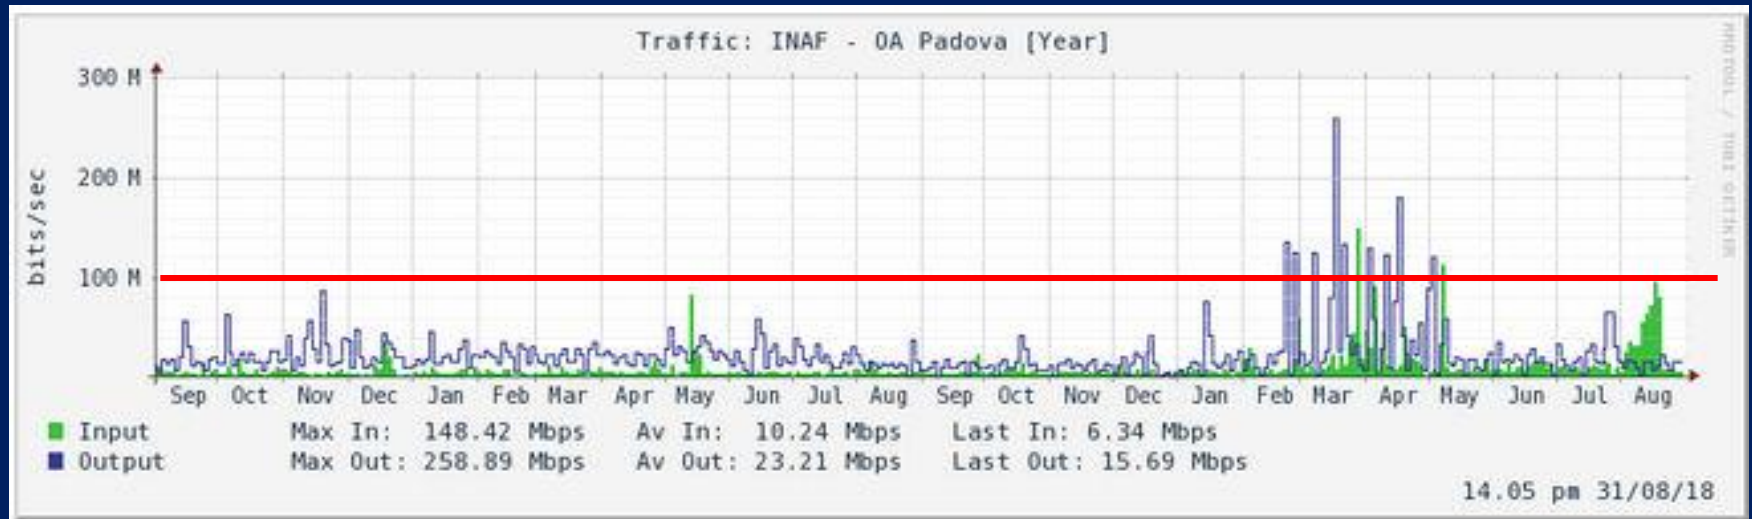 Traffic: INAF - OA Padova [Year]
300 M
200 M
100 M
bits/sec
Sep Oct Nov Dec Jan Feb Mar Apr May Jun Jul Aug Sep Oct Nov Dec Jan Feb Mar Apr May Jun Jul Aug
Input Max In: 148.42 Mbps Av In: 10.24 Mbps Last In: 6.34 Mbps
Output Max Out: 258.89 Mbps Av Out: 23.21 Mbps Last Out: 15.69 Mbps
14.05 pm 31/08/18
RRDTOOL / TOBI OETIKER